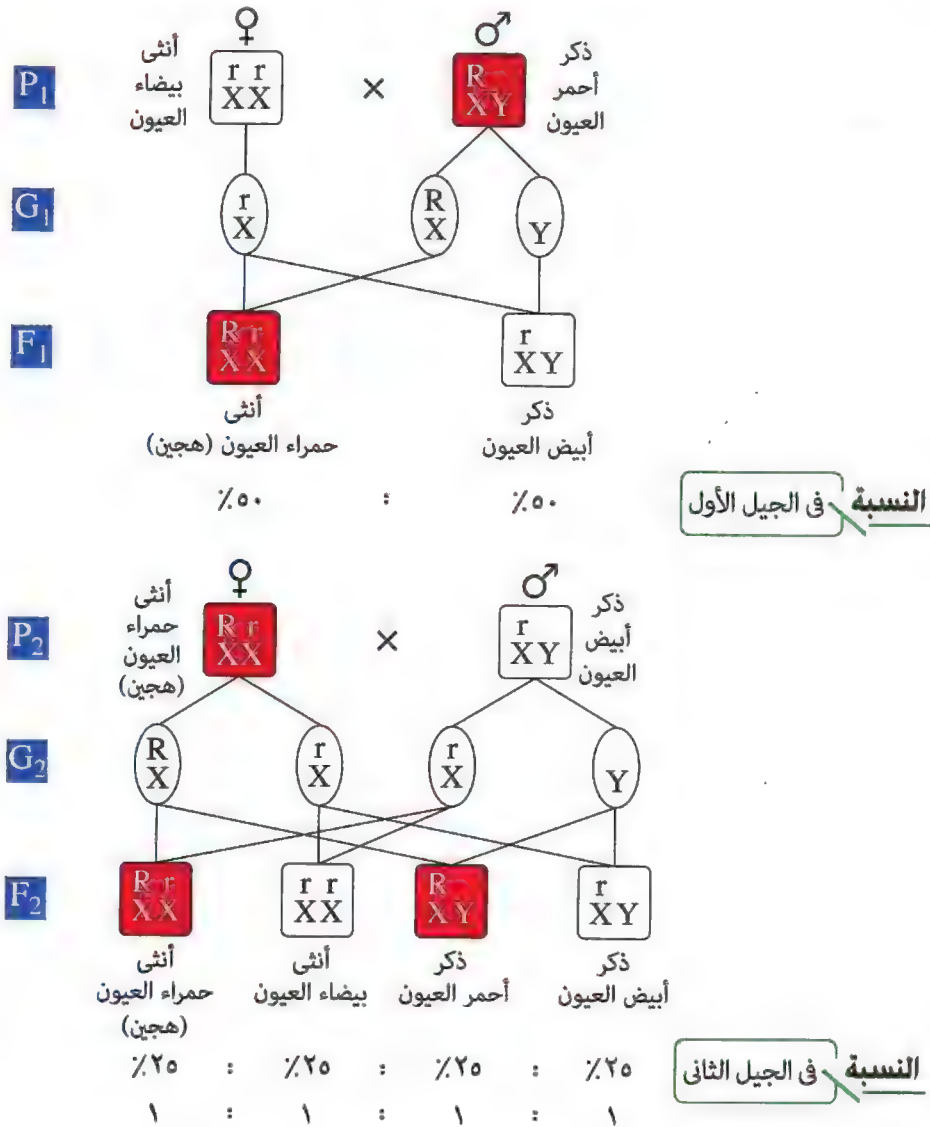 P₁
♀
أنثى
بيضاء
العيون
r r
XX
×
♂
R
XY
ذكر
أحمر
العيون
G₁
r
X
R
X
Y
F₁
R r
XX
r
XY
أنثى
حمراء العيون (هجين)
ذكر
أبيض العيون
النسبة فى الجيل الأول
٪٥٠ : ٪٥٠
P₂
♀
أنثى
حمراء
العيون
(هجين)
R r
XX
×
♂
r
XY
ذكر
أبيض
العيون
G₂
R
X
r
X
r
X
Y
F₂
R r
XX
r r
XX
R
XY
r
XY
أنثى
حمراء العيون
(هجين)
أنثى
بيضاء العيون
ذكر
أحمر العيون
ذكر
أبيض العيون
النسبة فى الجيل الثانى
٪٢٥ : ٪٢٥ : ٪٢٥ : ٪٢٥
١ : ١ : ١ : ١